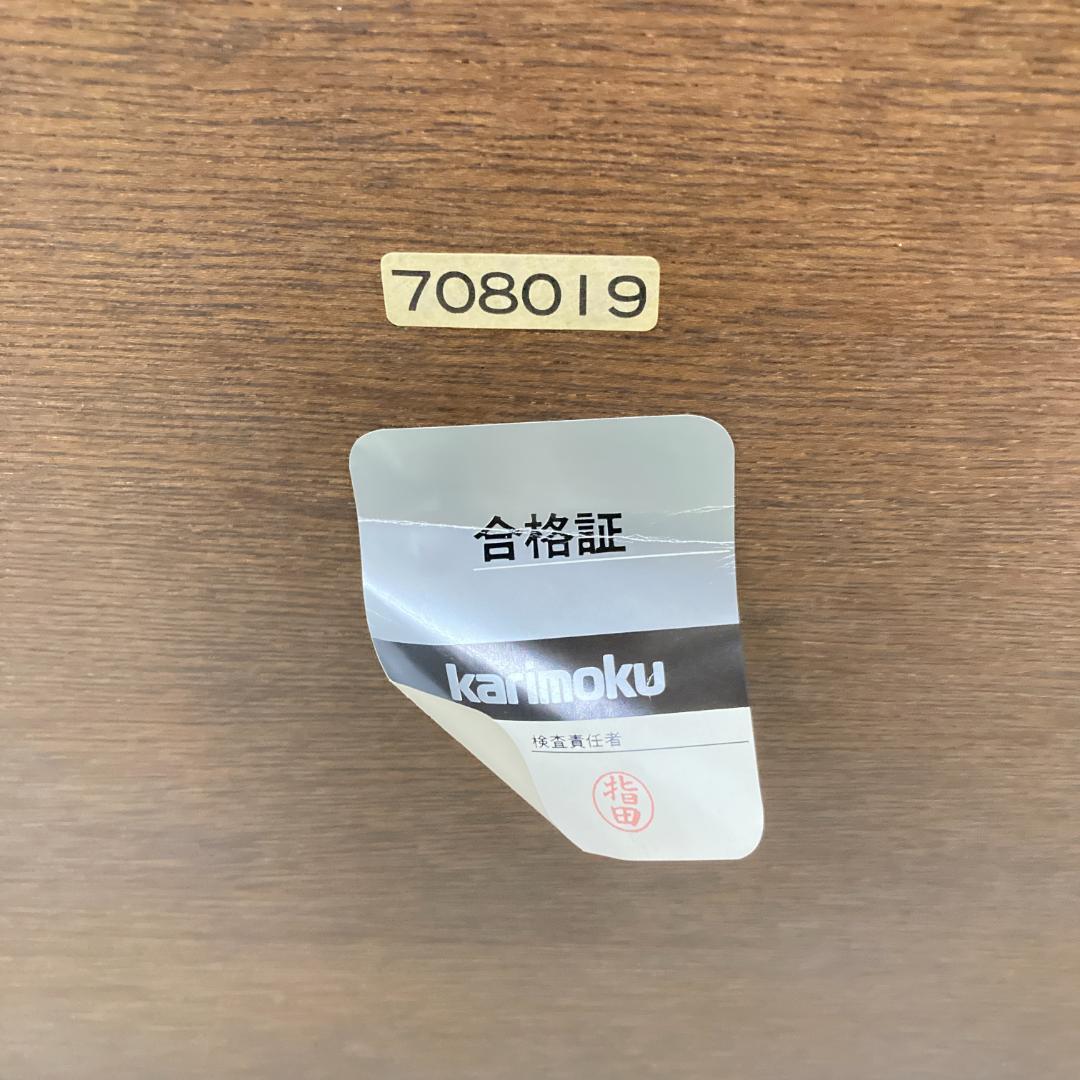 708019
合格証
karimoku
検査責任者
指田